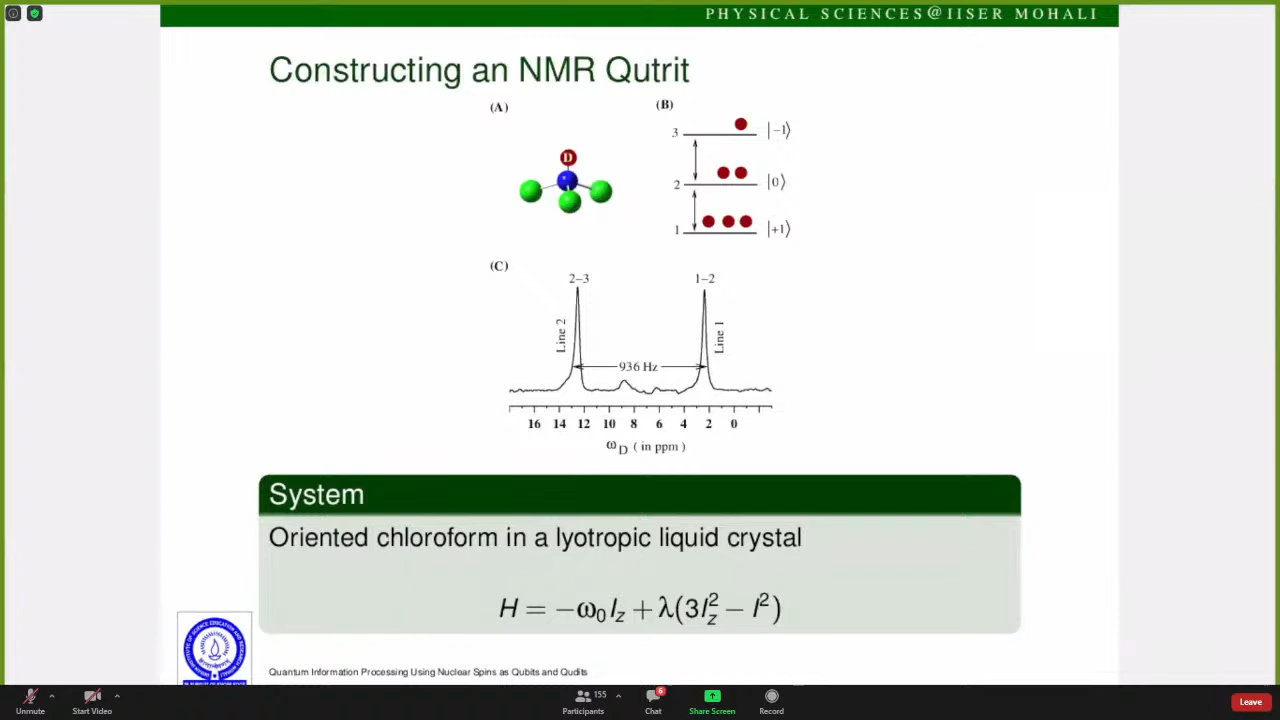 PHYSICAL SCIENCES@IISER MOHALI
Constructing an NMR Qutrit
(A)
(B)
D
3
|−1⟩
2
|0⟩
1
|+1⟩
(C)
2–3
1–2
Line 2
Line 1
936 Hz
16 14 12 10 8 6 4 2 0
ωD ( in ppm )
System
Oriented chloroform in a lyotropic liquid crystal
H = −ω₀I_z + λ(3I_z² − I²)
Quantum Information Processing Using Nuclear Spins as Qubits and Qudits
Unmute
Start Video
155
Participants
6
Chat
Share Screen
Record
Leave